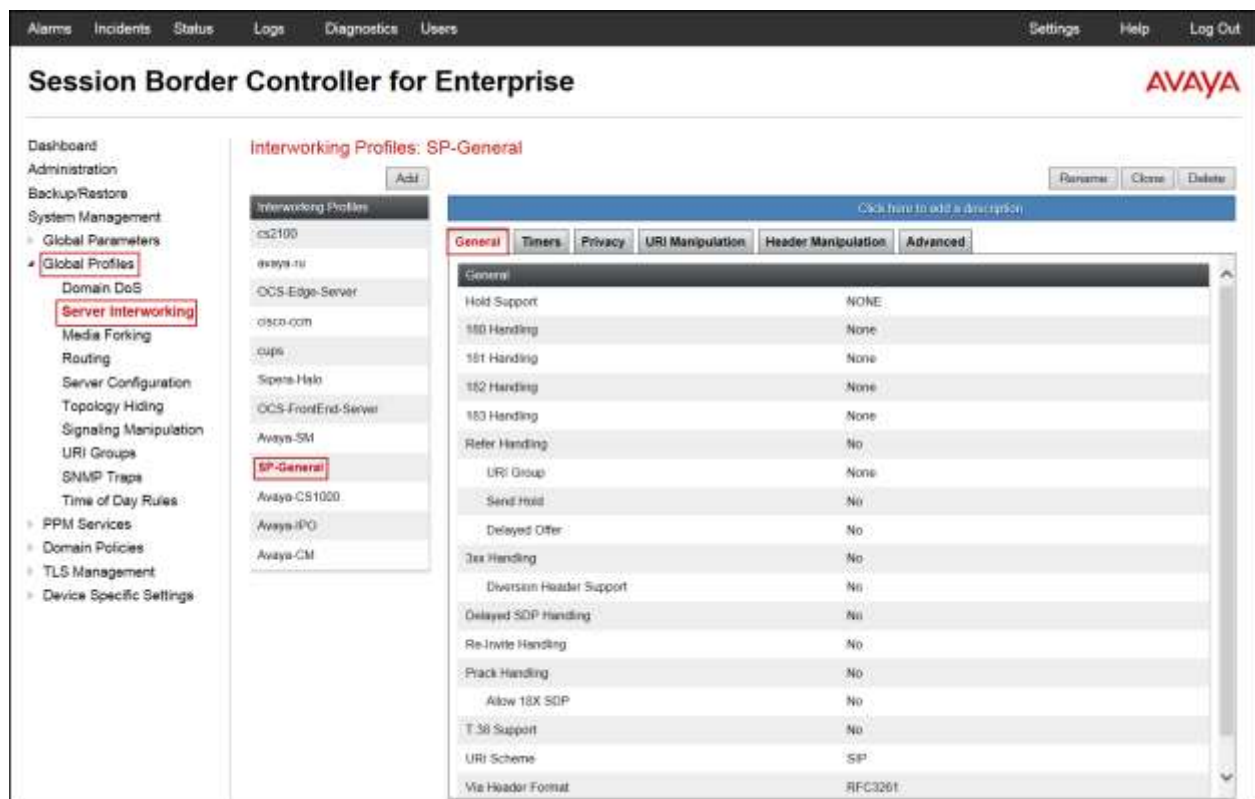 Alarms Incidents Status Logs Diagnostics Users Settings Help Log Out
Session Border Controller for Enterprise
AVAYA
Dashboard
Administration
Backup/Restore
System Management
Global Parameters
Global Profiles
Domain DoS
Server Interworking
Media Forking
Routing
Server Configuration
Topology Hiding
Signaling Manipulation
URI Groups
SNMP Traps
Time of Day Rules
PPM Services
Domain Policies
TLS Management
Device Specific Settings
Interworking Profiles: SP-General
Add
Rename Clone Delete
Interworking Profiles
cs2100
avaya-ru
OCS-Edge-Server
cisco-ccm
cups
Sipera-Halo
OCS-FrontEnd-Server
Avaya-SM
SP-General
Avaya-CS1000
Avaya-IPO
Avaya-CM
Click here to add a description
General Timers Privacy URI Manipulation Header Manipulation Advanced
General
Hold Support NONE
180 Handling None
181 Handling None
182 Handling None
183 Handling None
Refer Handling No
URI Group None
Send Hold No
Delayed Offer No
3xx Handling No
Diversion Header Support No
Delayed SDP Handling No
Re-Invite Handling No
Prack Handling No
Allow 18X SDP No
T.38 Support No
URI Scheme SIP
Via Header Format RFC3261